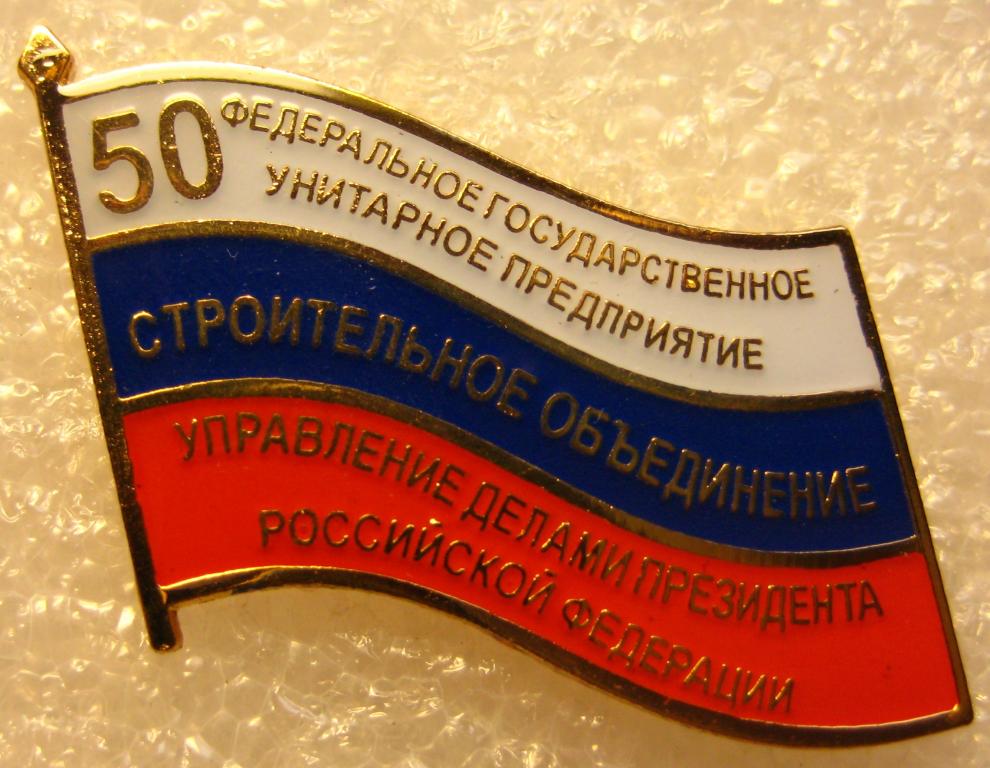 50
ФЕДЕРАЛЬНОЕ ГОСУДАРСТВЕННОЕ
УНИТАРНОЕ ПРЕДПРИЯТИЕ
СТРОИТЕЛЬНОЕ ОБЪЕДИНЕНИЕ
УПРАВЛЕНИЕ ДЕЛАМИ ПРЕЗИДЕНТА
РОССИЙСКОЙ ФЕДЕРАЦИИ